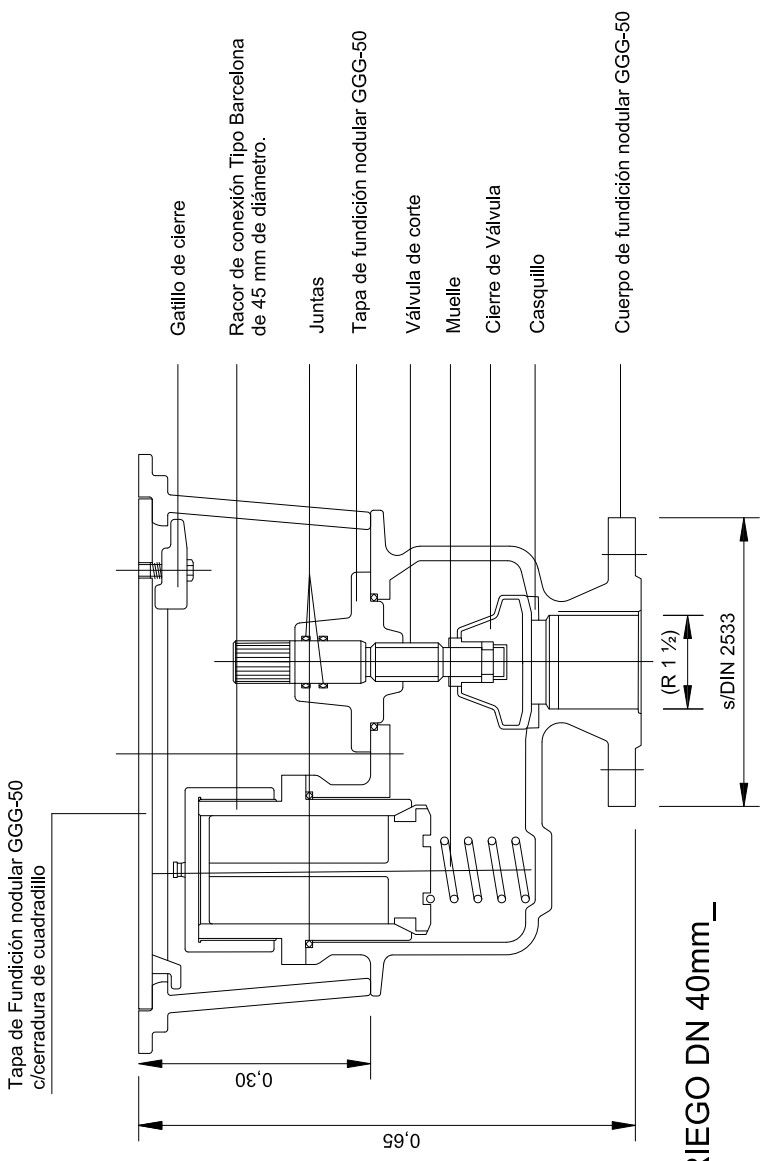 Tapa de Fundición nodular GGG-50
c/cerradura de cuadradillo
Gatillo de cierre
Racor de conexión Tipo Barcelona
de 45 mm de diámetro.
Juntas
Tapa de fundición nodular GGG-50
Válvula de corte
Muelle
Cierre de Válvula
Casquillo
Cuerpo de fundición nodular GGG-50
0,30
0,65
(R 1 ½)
s/DIN 2533
RIEGO DN 40mm_